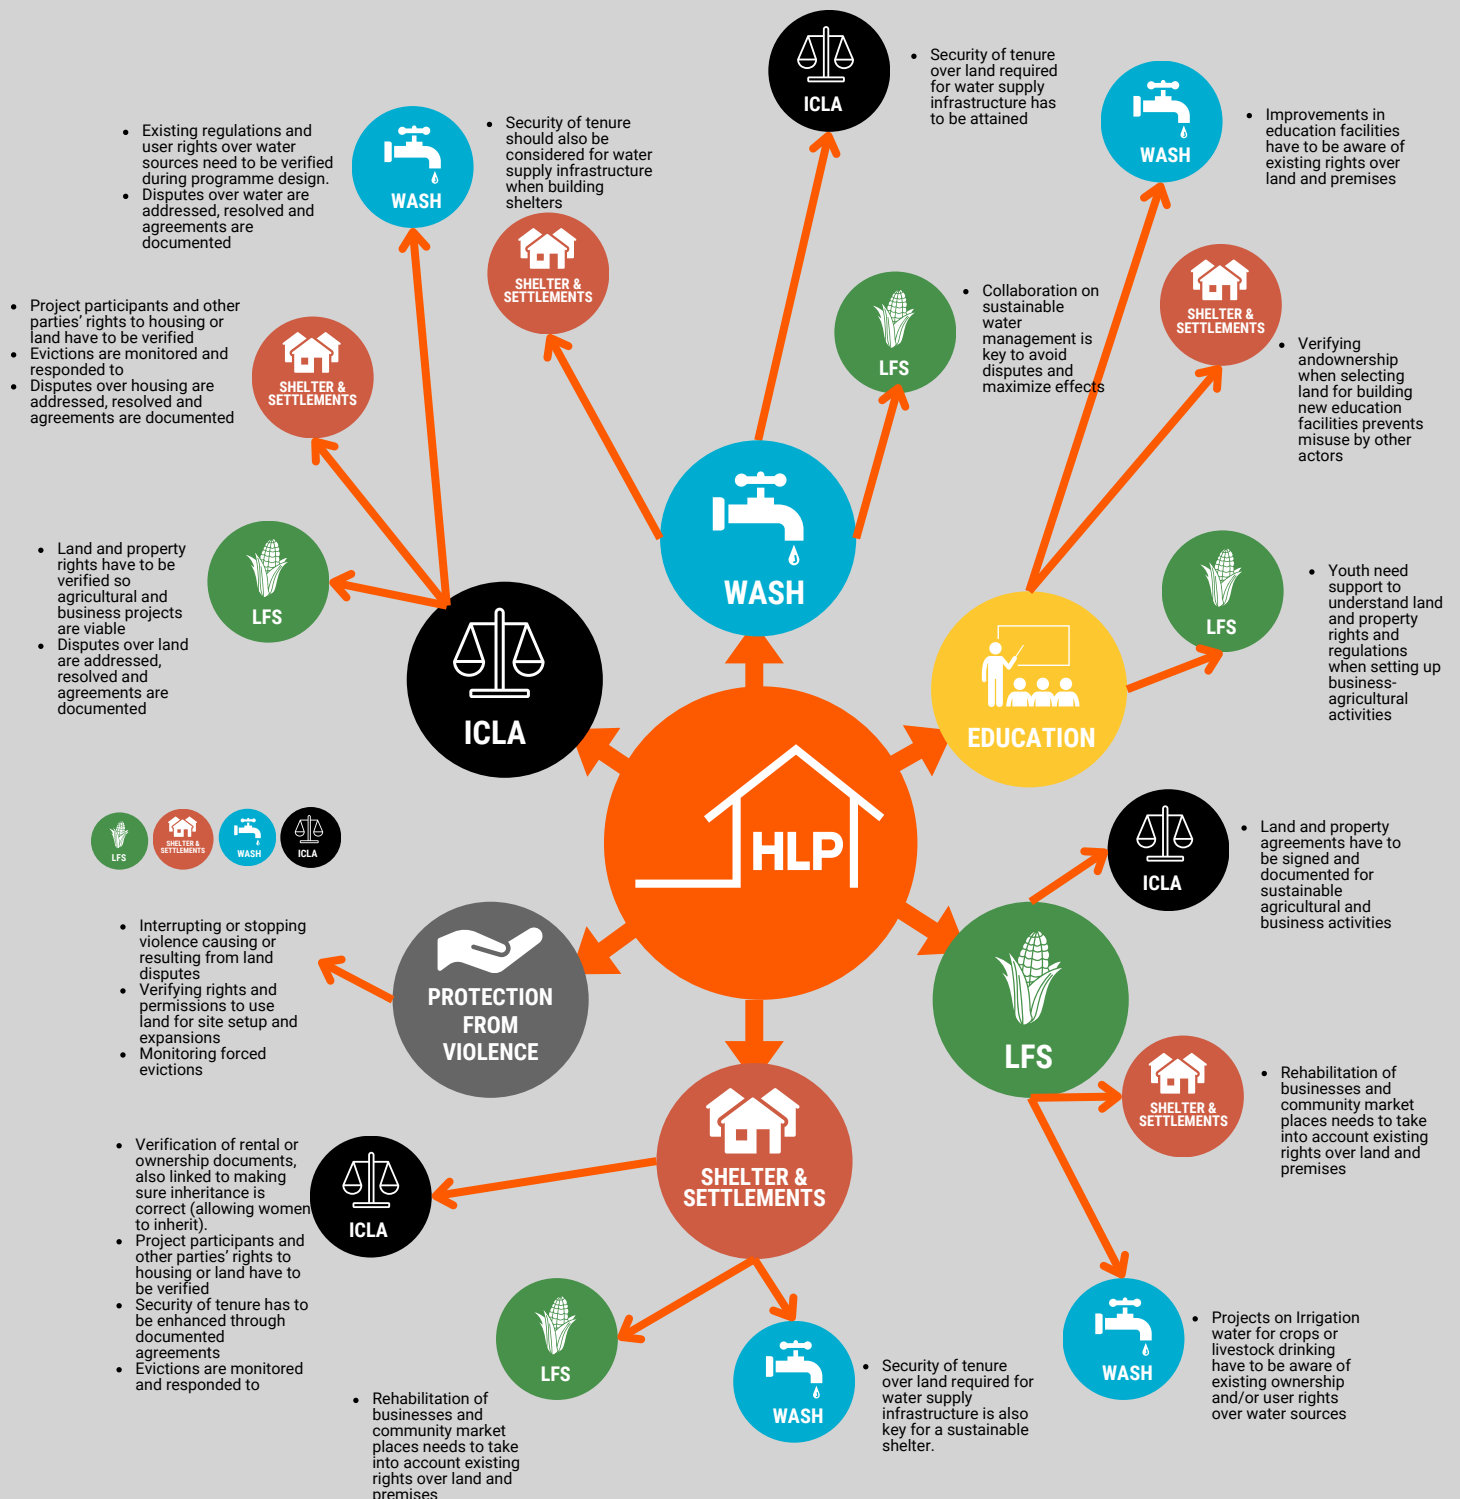 ICLA
• Security of tenure
over land required
for water supply
infrastructure has
to be attained
WASH
• Improvements in
education facilities
have to be aware of
existing rights over
land and premises
• Existing regulations and
user rights over water
sources need to be verified
during programme design.
• Disputes over water are
addressed, resolved and
agreements are
documented
WASH
• Security of tenure
should also be
considered for water
supply infrastructure
when building
shelters
SHELTER &
SETTLEMENTS
• Project participants and other
parties' rights to housing or
land have to be verified
• Evictions are monitored and
responded to
• Disputes over housing are
addressed, resolved and
agreements are documented
SHELTER &
SETTLEMENTS
LFS
• Collaboration on
sustainable
water
management is
key to avoid
disputes and
maximize effects
SHELTER &
SETTLEMENTS
• Verifying
andownership
when selecting
land for building
new education
facilities prevents
misuse by other
actors
• Land and property
rights have to be
verified so
agricultural and
business projects
are viable
• Disputes over land
are addressed,
resolved and
agreements are
documented
LFS
ICLA
WASH
EDUCATION
LFS
• Youth need
support to
understand land
and property
rights and
regulations
when setting up
business-
agricultural
activities
HLP
LFS
SHELTER &
SETTLEMENTS
WASH
ICLA
ICLA
• Land and property
agreements have to
be signed and
documented for
sustainable
agricultural and
business activities
• Interrupting or stopping
violence causing or
resulting from land
disputes
• Verifying rights and
permissions to use
land for site setup and
expansions
• Monitoring forced
evictions
PROTECTION
FROM
VIOLENCE
LFS
SHELTER &
SETTLEMENTS
• Rehabilitation of
businesses and
community market
places needs to take
into account existing
rights over land and
premises
• Verification of rental or
ownership documents,
also linked to making
sure inheritance is
correct (allowing women
to inherit).
• Project participants and
other parties' rights to
housing or land have to
be verified
• Security of tenure has to
be enhanced through
documented
agreements
• Evictions are monitored
and responded to
ICLA
SHELTER &
SETTLEMENTS
LFS
• Rehabilitation of
businesses and
community market
places needs to take
into account existing
rights over land and
premises
WASH
• Security of tenure
over land required for
water supply
infrastructure is also
key for a sustainable
shelter.
WASH
• Projects on Irrigation
water for crops or
livestock drinking
have to be aware of
existing ownership
and/or user rights
over water sources